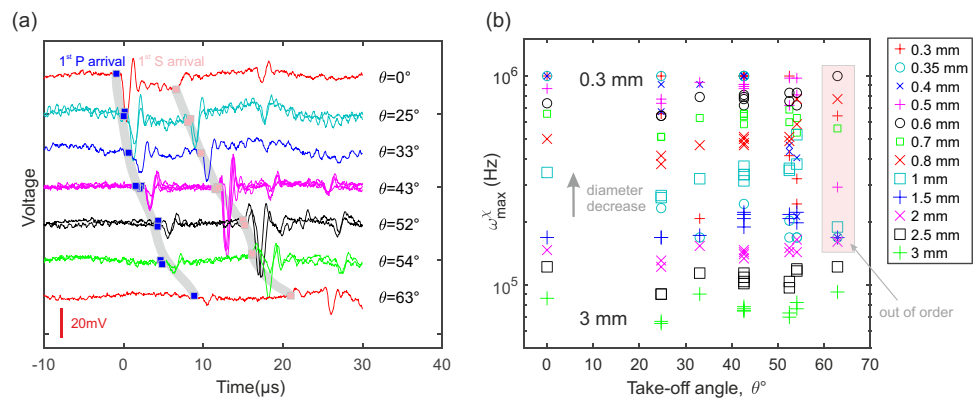 (a)
1st P arrival
1st S arrival
θ=0°
θ=25°
θ=33°
θ=43°
θ=52°
θ=54°
θ=63°
20mV
Voltage
-10 0 10 20 30 40
Time(μs)
(b)
10⁶
10⁵
ω^χ_max (Hz)
0.3 mm
diameter
decrease
3 mm
out of order
0 10 20 30 40 50 60 70
Take-off angle, θ°
0.3 mm
0.35 mm
0.4 mm
0.5 mm
0.6 mm
0.7 mm
0.8 mm
1 mm
1.5 mm
2 mm
2.5 mm
3 mm